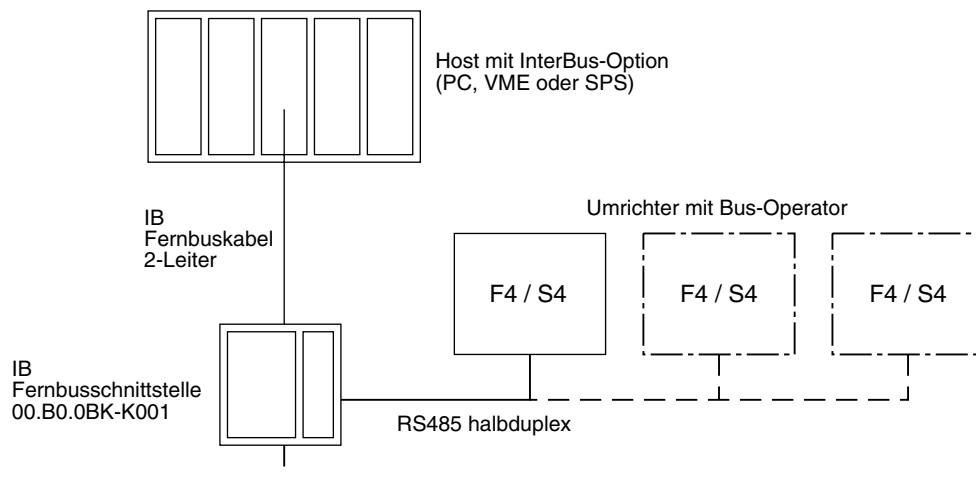 Host mit InterBus-Option
(PC, VME oder SPS)
IB
Fernbuskabel
2-Leiter
Umrichter mit Bus-Operator
F4 / S4
F4 / S4
F4 / S4
IB
Fernbusschnittstelle
00.B0.0BK-K001
RS485 halbduplex